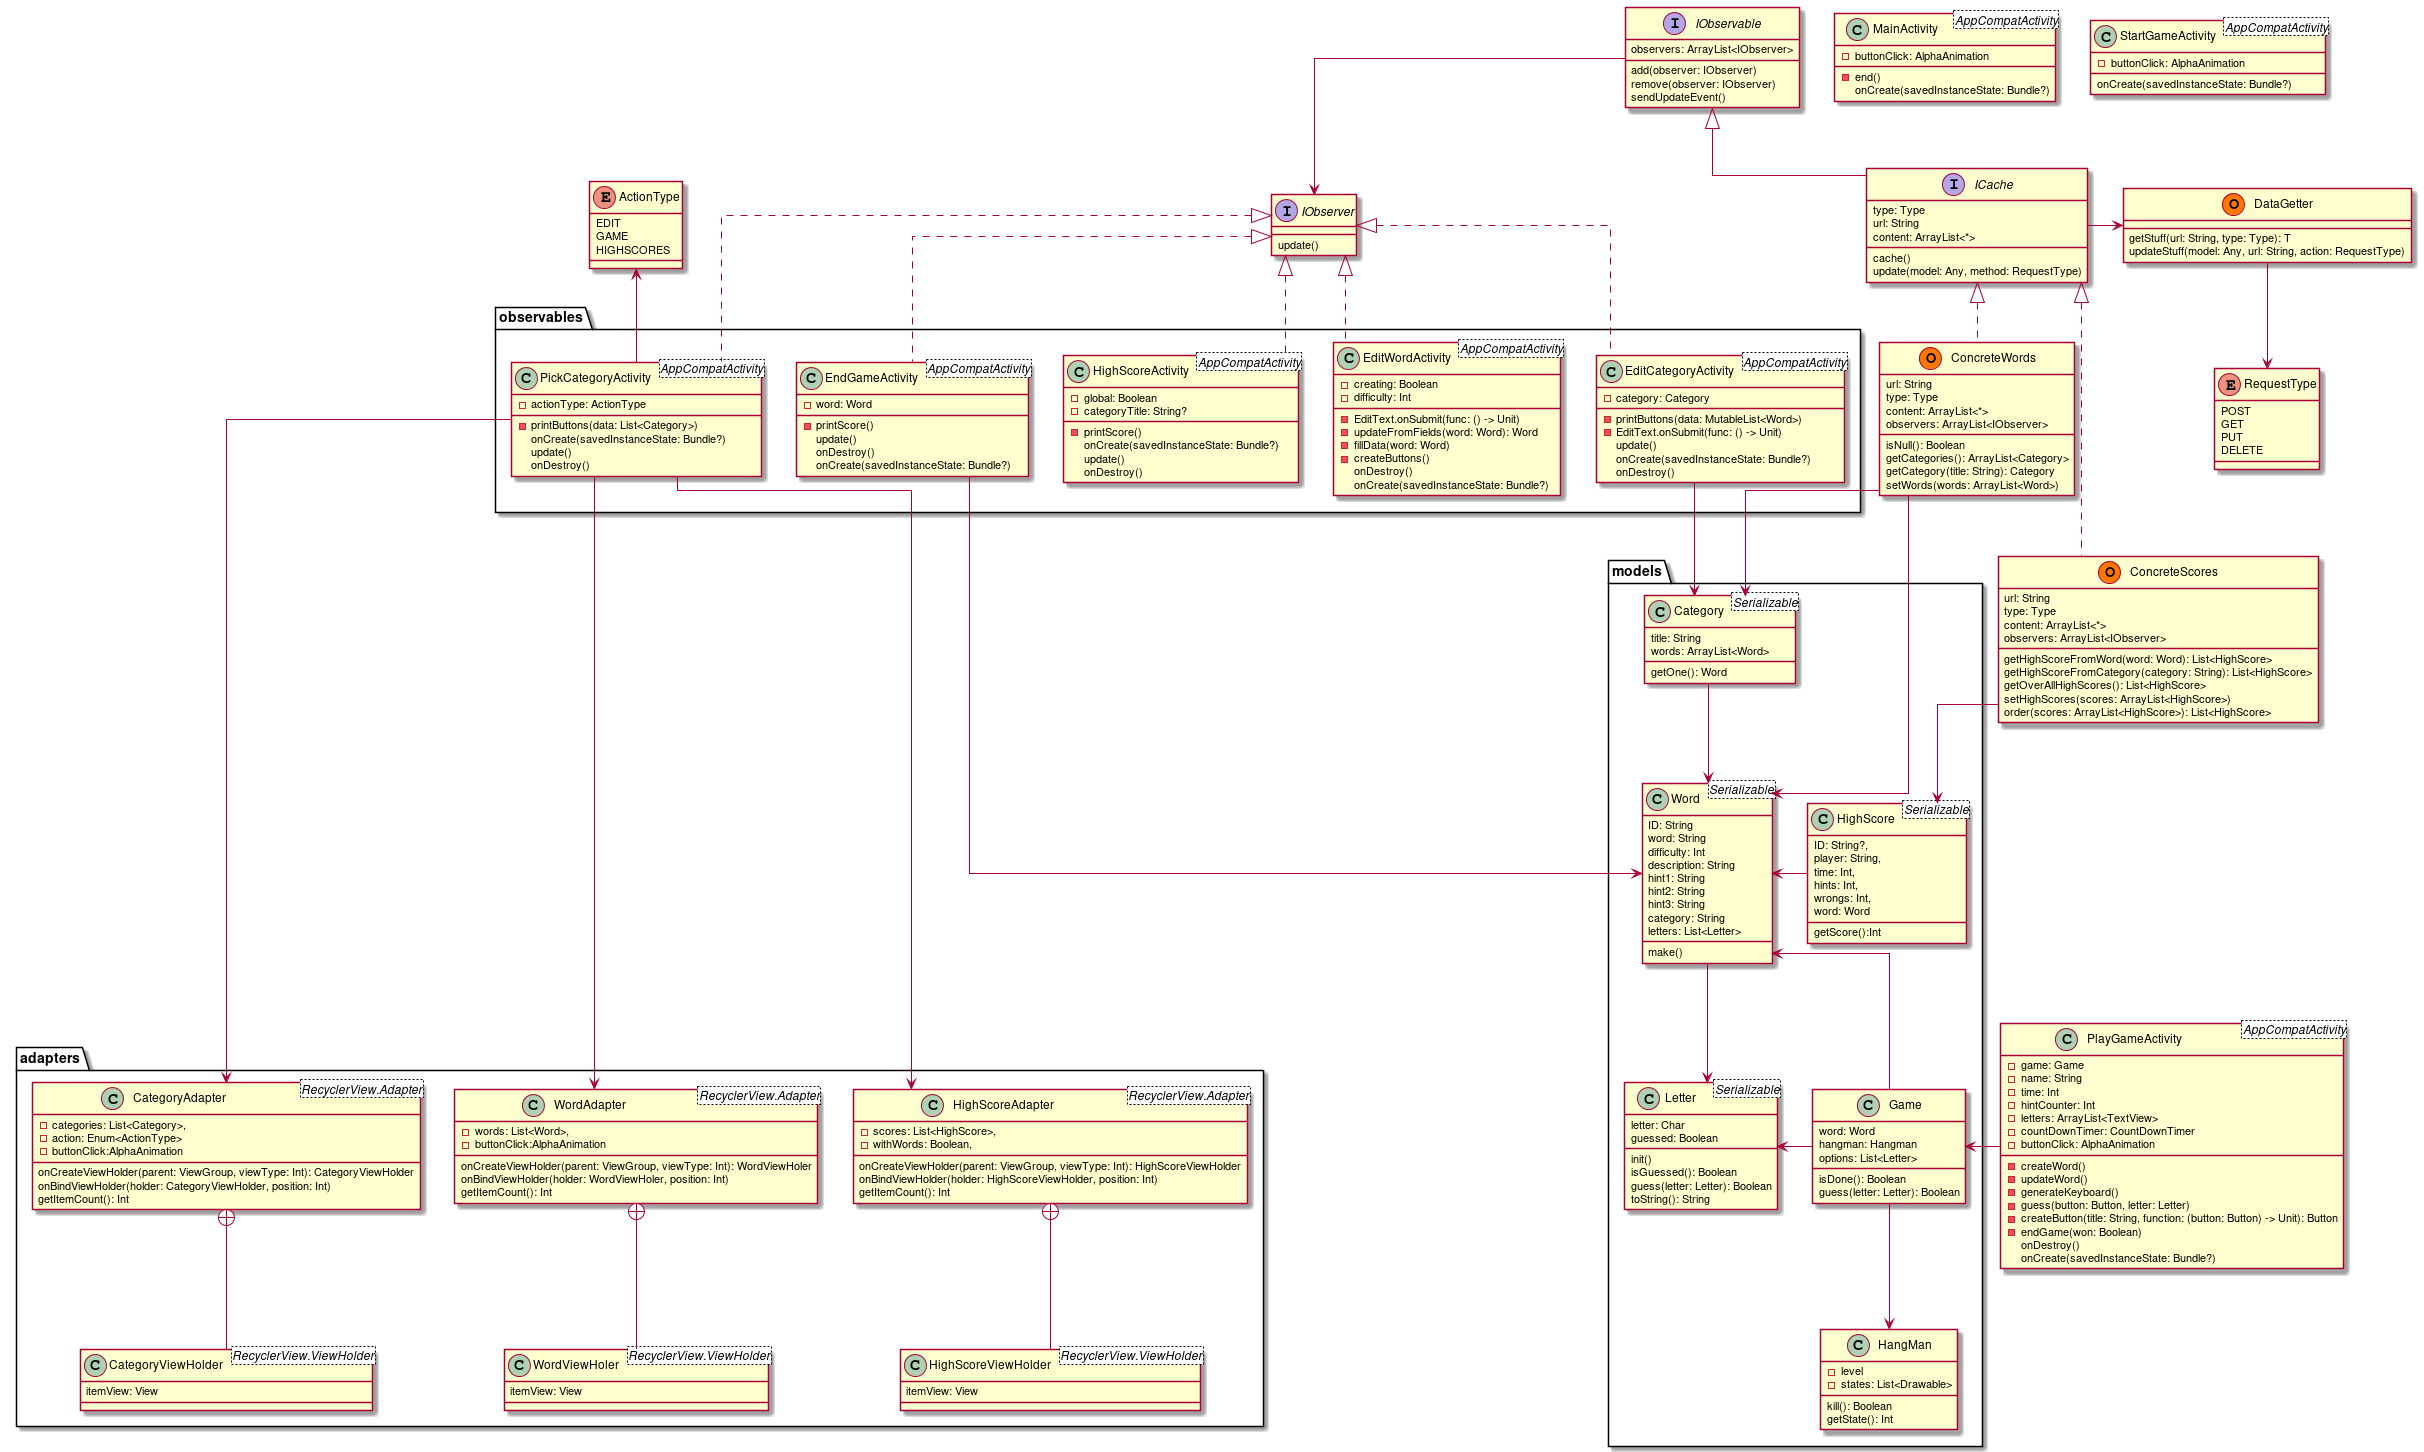 I IObservable
observers: ArrayList<IObserver>
add(observer: IObserver)
remove(observer: IObserver)
sendUpdateEvent()
C MainActivity
AppCompatActivity
buttonClick: AlphaAnimation
end()
onCreate(savedInstanceState: Bundle?)
C StartGameActivity
AppCompatActivity
buttonClick: AlphaAnimation
onCreate(savedInstanceState: Bundle?)
E ActionType
EDIT
GAME
HIGHSCORES
I IObserver
update()
I ICache
type: Type
url: String
content: ArrayList<*>
cache()
update(model: Any, method: RequestType)
O DataGetter
getStuff(url: String, type: Type): T
updateStuff(model: Any, url: String, action: RequestType)
observables
C PickCategoryActivity
AppCompatActivity
actionType: ActionType
printButtons(data: List<Category>)
onCreate(savedInstanceState: Bundle?)
update()
onDestroy()
C EndGameActivity
AppCompatActivity
word: Word
printScore()
update()
onDestroy()
onCreate(savedInstanceState: Bundle?)
C HighScoreActivity
AppCompatActivity
global: Boolean
categoryTitle: String?
printScore()
onCreate(savedInstanceState: Bundle?)
update()
onDestroy()
C EditWordActivity
AppCompatActivity
creating: Boolean
difficulty: Int
EditText.onSubmit(func: () -> Unit)
updateFromFields(word: Word): Word
fillData(word: Word)
createButtons()
onDestroy()
onCreate(savedInstanceState: Bundle?)
C EditCategoryActivity
AppCompatActivity
category: Category
printButtons(data: MutableList<Word>)
EditText.onSubmit(func: () -> Unit)
update()
onCreate(savedInstanceState: Bundle?)
onDestroy()
O ConcreteWords
url: String
type: Type
content: ArrayList<*>
observers: ArrayList<IObserver>
isNull(): Boolean
getCategories(): ArrayList<Category>
getCategory(title: String): Category
setWords(words: ArrayList<Word>)
E RequestType
POST
GET
PUT
DELETE
models
C Category
Serializable
title: String
words: ArrayList<Word>
getOne(): Word
O ConcreteScores
url: String
type: Type
content: ArrayList<*>
observers: ArrayList<IObserver>
getHighScoreFromWord(word: Word): List<HighScore>
getHighScoreFromCategory(category: String): List<HighScore>
getOverAllHighScores(): List<HighScore>
setHighScores(scores: ArrayList<HighScore>)
order(scores: ArrayList<HighScore>): List<HighScore>
C Word
Serializable
ID: String
word: String
difficulty: Int
description: String
hint1: String
hint2: String
hint3: String
category: String
letters: List<Letter>
make()
C HighScore
Serializable
ID: String?,
player: String,
time: Int,
hints: Int,
wrongs: Int,
word: Word
getScore():Int
adapters
C CategoryAdapter
RecyclerView.Adapter
categories: List<Category>,
action: Enum<ActionType>
buttonClick:AlphaAnimation
onCreateViewHolder(parent: ViewGroup, viewType: Int): CategoryViewHolder
onBindViewHolder(holder: CategoryViewHolder, position: Int)
getItemCount(): Int
C WordAdapter
RecyclerView.Adapter
words: List<Word>,
buttonClick:AlphaAnimation
onCreateViewHolder(parent: ViewGroup, viewType: Int): WordViewHoler
onBindViewHolder(holder: WordViewHoler, position: Int)
getItemCount(): Int
C HighScoreAdapter
RecyclerView.Adapter
scores: List<HighScore>,
withWords: Boolean,
onCreateViewHolder(parent: ViewGroup, viewType: Int): HighScoreViewHolder
onBindViewHolder(holder: HighScoreViewHolder, position: Int)
getItemCount(): Int
C Letter
Serializable
letter: Char
guessed: Boolean
init()
isGuessed(): Boolean
guess(letter: Letter): Boolean
toString(): String
C Game
word: Word
hangman: Hangman
options: List<Letter>
isDone(): Boolean
guess(letter: Letter): Boolean
C PlayGameActivity
AppCompatActivity
game: Game
name: String
time: Int
hintCounter: Int
letters: ArrayList<TextView>
countDownTimer: CountDownTimer
buttonClick: AlphaAnimation
createWord()
updateWord()
generateKeyboard()
guess(button: Button, letter: Letter)
createButton(title: String, function: (button: Button) -> Unit): Button
endGame(won: Boolean)
onDestroy()
onCreate(savedInstanceState: Bundle?)
C CategoryViewHolder
RecyclerView.ViewHolder
itemView: View
C WordViewHoler
RecyclerView.ViewHolder
itemView: View
C HighScoreViewHolder
RecyclerView.ViewHolder
itemView: View
C HangMan
level
states: List<Drawable>
kill(): Boolean
getState(): Int